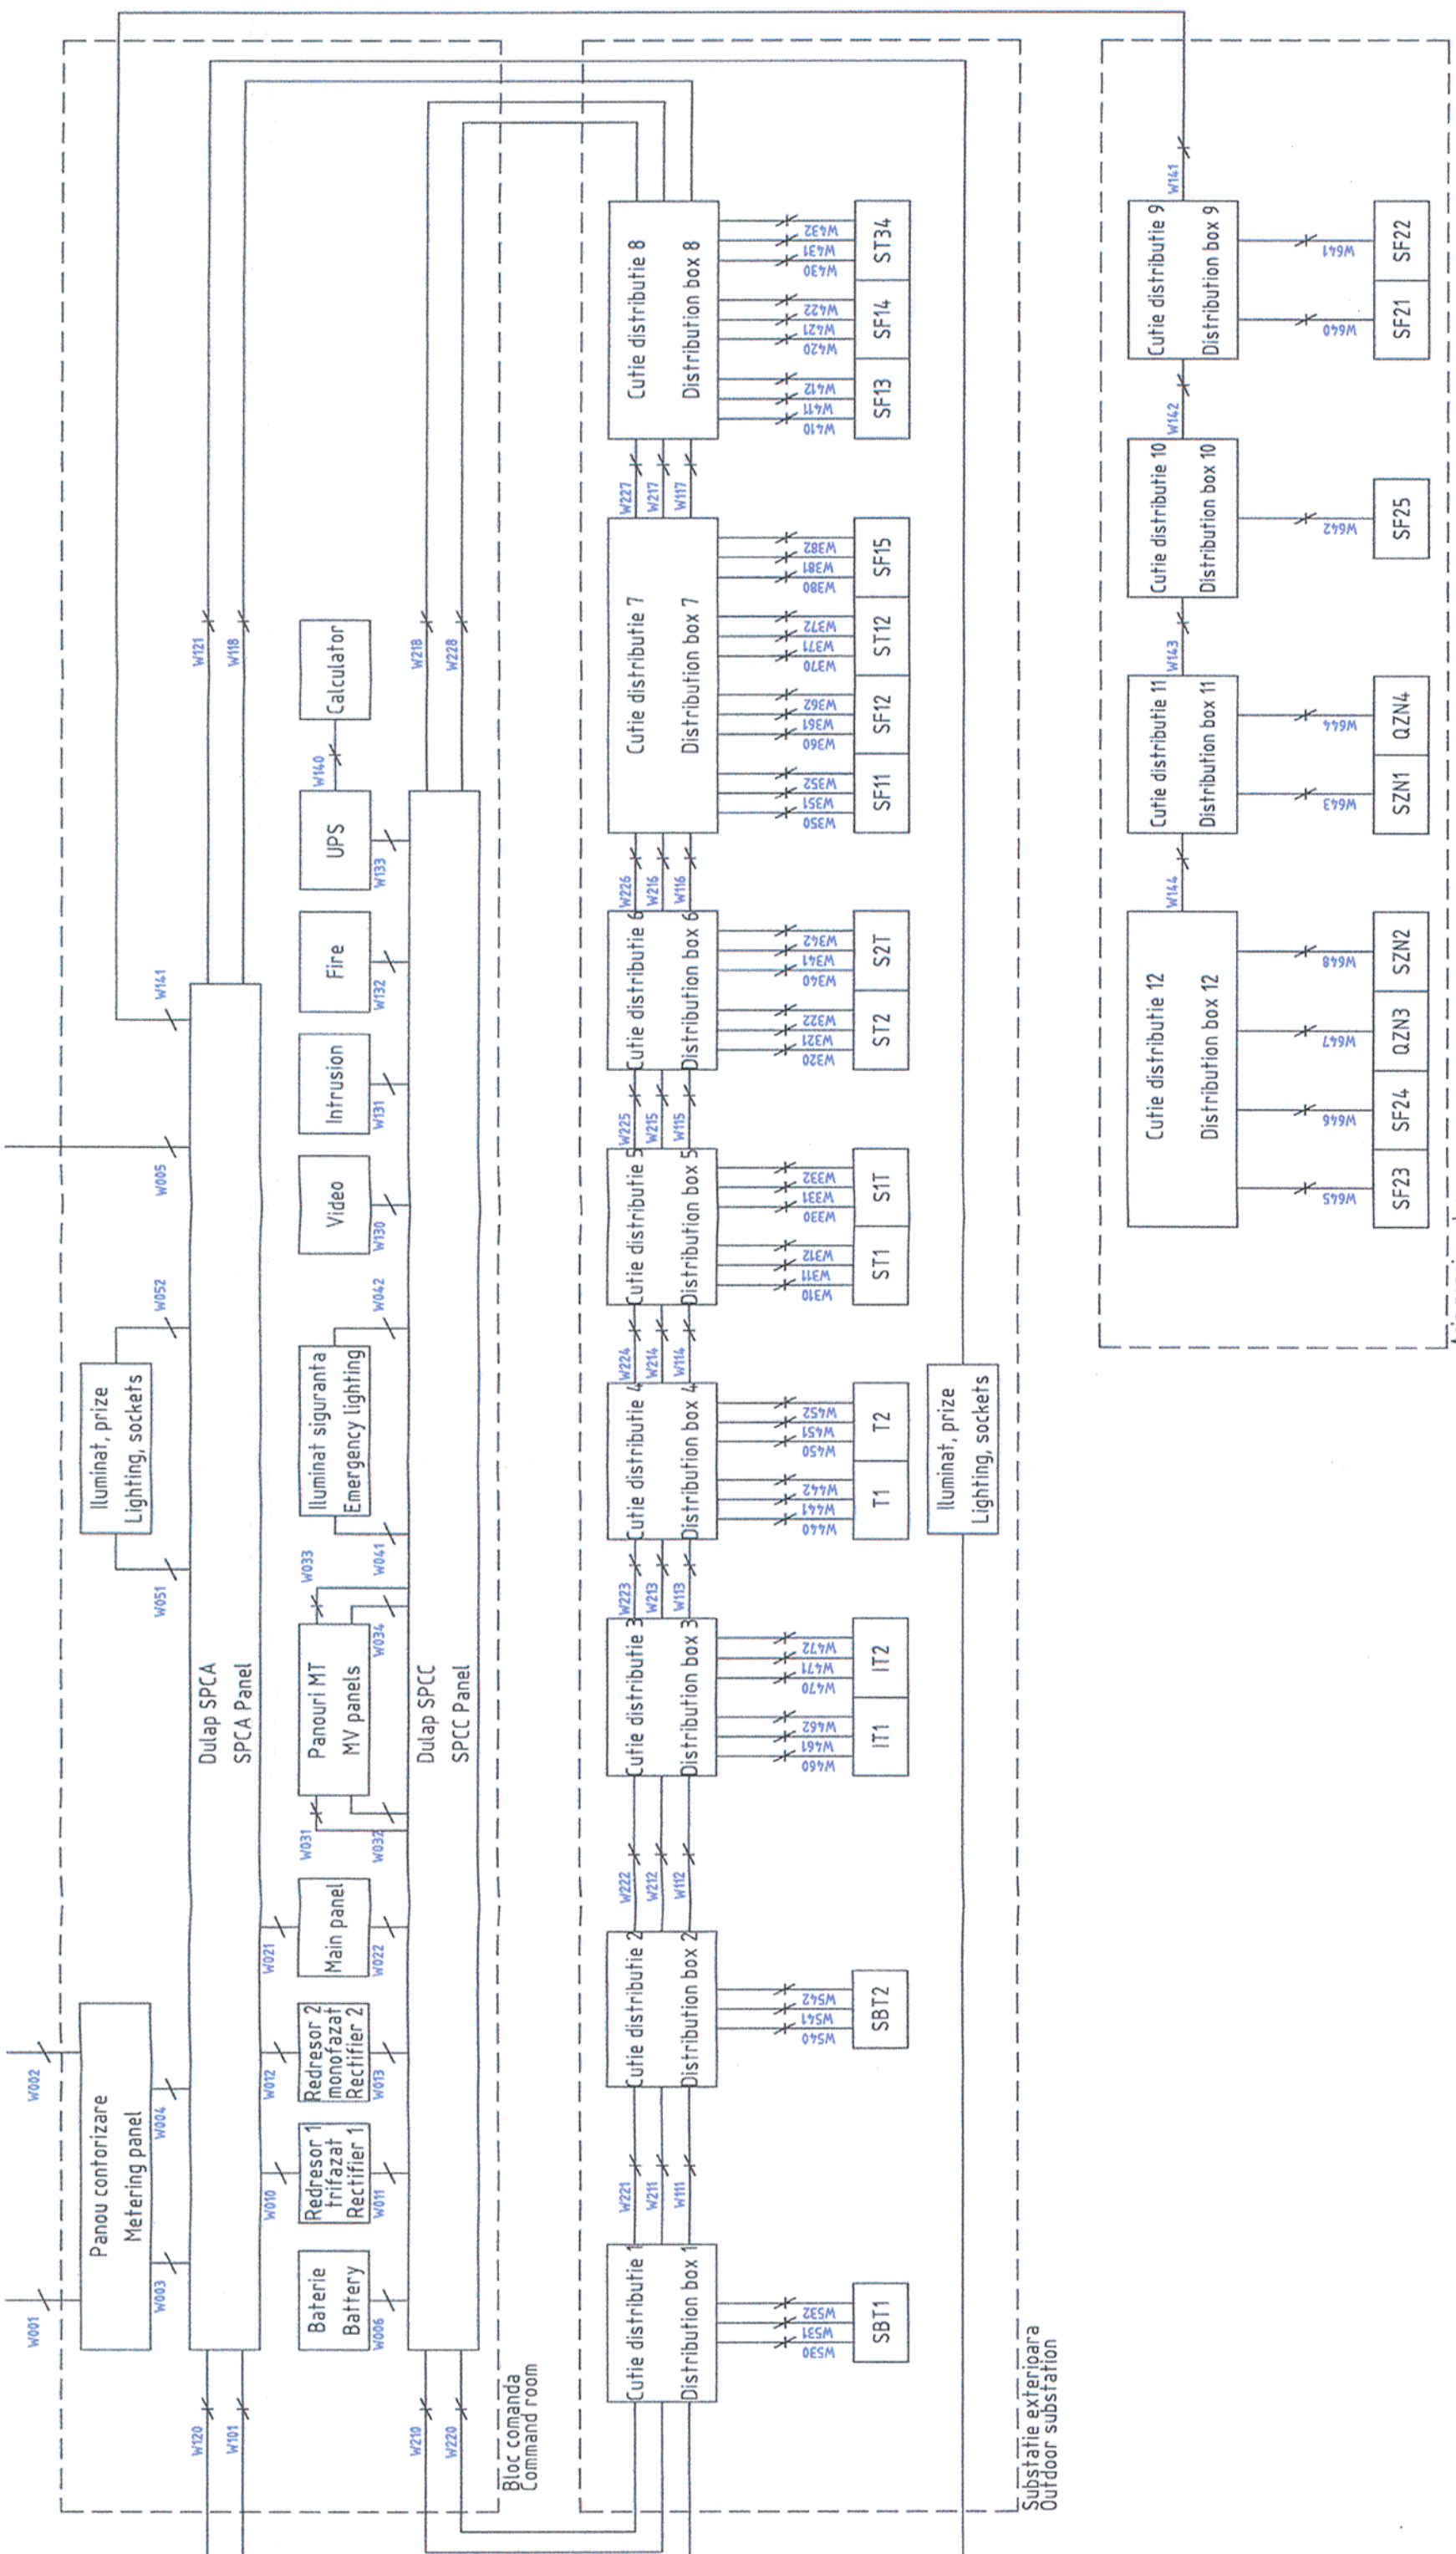 W001
W002
Panou contorizare
Metering panel
W003
W004
W051
Iluminat, prize
Lighting, sockets
W052
W005
W141
W120
W101
Dulap SPCA
SPCA Panel
W121
W118
W010
W012
W021
Baterie
Battery
W006
Redresor 1
trifazat
Rectifier 1
W011
Redresor 2
monofazat
Rectifier 2
W013
Main panel
W022
W031
W032
Panouri MT
MV panels
W033
W034
W041
Iluminat siguranta
Emergency lighting
W042
Video
W130
Intrusion
W131
Fire
W132
UPS
W133
W140
Calculator
W210
W220
Dulap SPCC
SPCC Panel
W218
W228
Bloc comanda
Command room
Cutie distributie 1
Distribution box 1
W221
W211
W111
Cutie distributie 2
Distribution box 2
W222
W212
W112
Cutie distributie 3
Distribution box 3
W223
W213
W113
Cutie distributie 4
Distribution box 4
W224
W214
W114
Cutie distributie 5
Distribution box 5
W225
W215
W115
Cutie distributie 6
Distribution box 6
W226
W216
W116
Cutie distributie 7
Distribution box 7
W227
W217
W117
Cutie distributie 8
Distribution box 8
W530
W531
W532
SBT1
W540
W541
W542
SBT2
W460
W461
W462
IT1
W470
W471
W472
IT2
W440
W441
W442
T1
W450
W451
W452
T2
W310
W311
W312
ST1
W330
W331
W332
S1T
W320
W321
W322
ST2
W340
W341
W342
S2T
W350
W351
W352
SF11
W360
W361
W362
SF12
W370
W371
W372
ST12
W380
W381
W382
SF15
W410
W411
W412
SF13
W420
W421
W422
SF14
W430
W431
W432
ST34
Iluminat, prize
Lighting, sockets
Substatie exterioara
Outdoor substation
Cutie distributie 12
Distribution box 12
W144
Cutie distributie 11
Distribution box 11
W143
Cutie distributie 10
Distribution box 10
W142
Cutie distributie 9
Distribution box 9
W141
W645
SF23
W646
SF24
W647
QZN3
W648
SZN2
W643
SZN1
W644
QZN4
W642
SF25
W640
SF21
W641
SF22